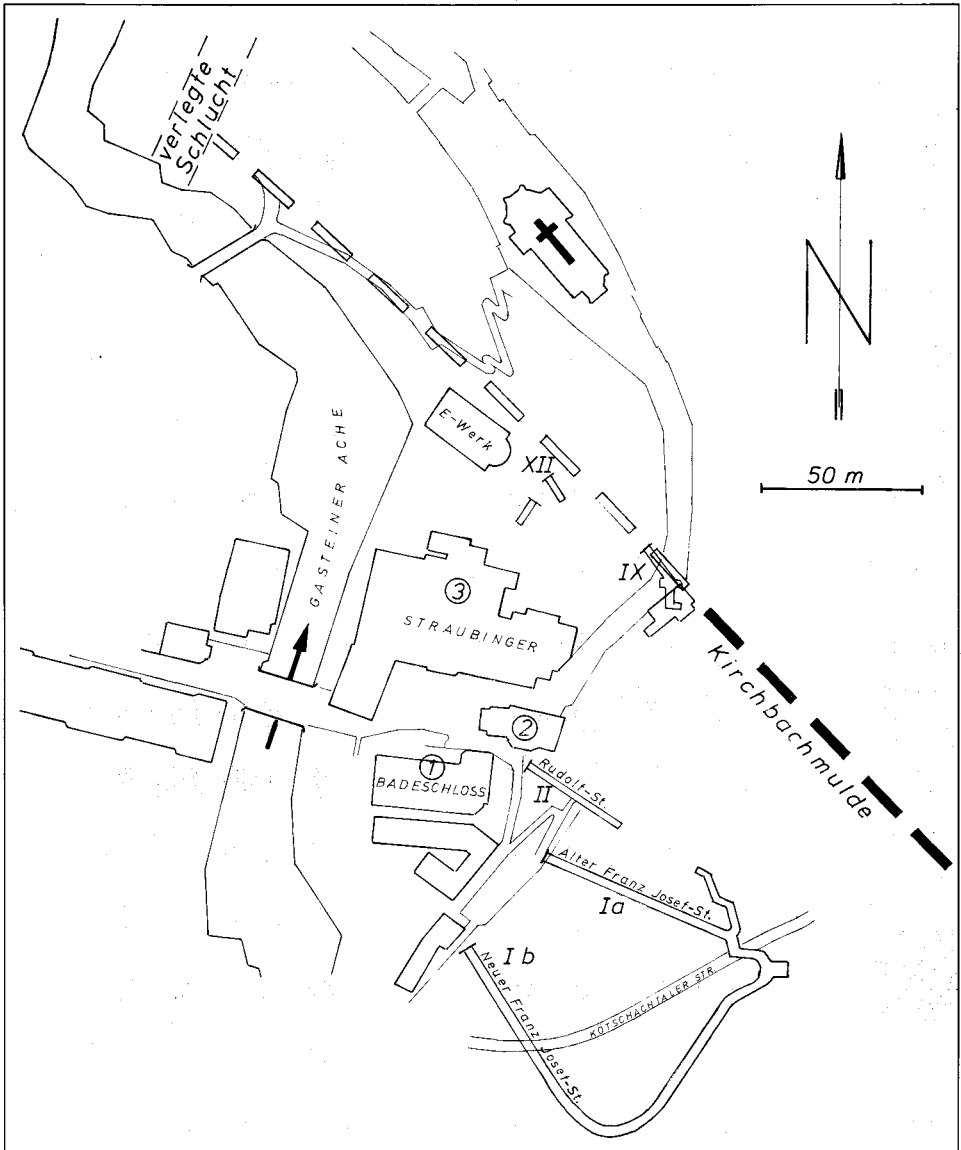 verlegte
Schlucht
N
50 m
E-Werk
XII
GASTEINER ACHE
IX
3
STRAUBINGER
Kirchbachmulde
2
1
BADESCHLOSS
Rudolf-St.
II
Alter Franz Josef-St.
Ia
Ib
Neuer Franz Josef-St.
KÖTSCHACHTALER STR.